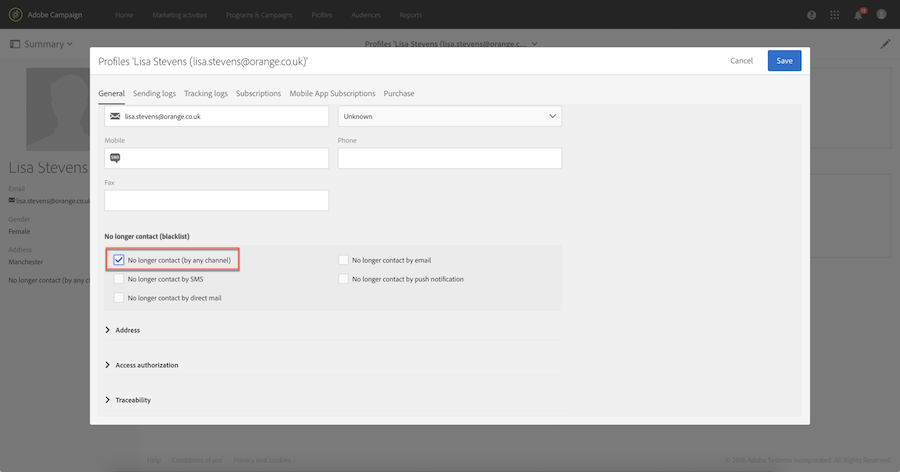 Adobe Campaign Home Marketing activities Programs & Campaigns Profiles Audiences Reports
Summary Profiles 'Lisa Stevens (lisa.stevens@orange.c...
Profiles 'Lisa Stevens (lisa.stevens@orange.co.uk)' Cancel Save
General Sending logs Tracking logs Subscriptions Mobile App Subscriptions Purchase
lisa.stevens@orange.co.uk Unknown
Mobile Phone
SMS
Fax
No longer contact (blacklist)
No longer contact (by any channel) No longer contact by email
No longer contact by SMS No longer contact by push notification
No longer contact by direct mail
Address
Access authorization
Traceability
Lisa Stevens
Email
lisa.stevens@orange.co.uk
Gender
Female
Address
Manchester
No longer contact (by any c
Help Conditions of use Privacy and cookies © 2018 Adobe Systems Incorporated. All Rights Reserved.